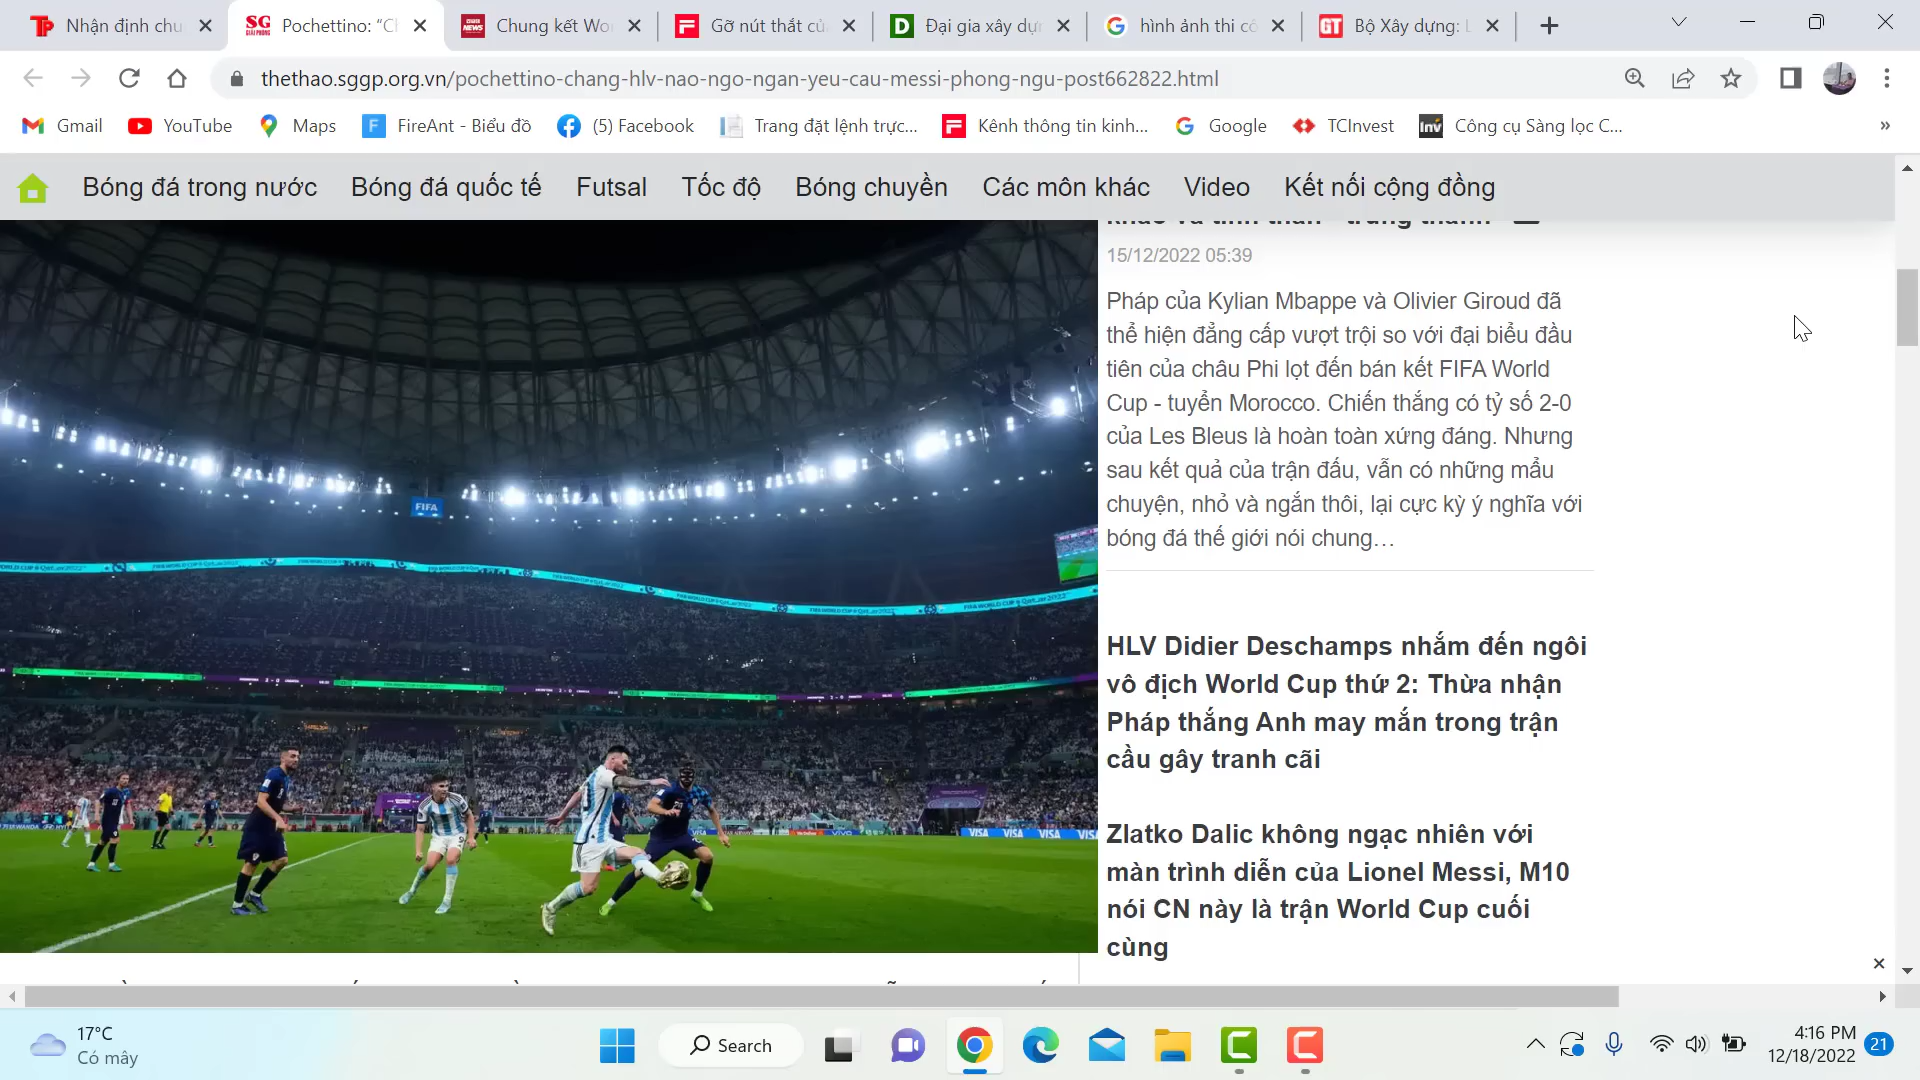 Nhận định chu
Pochettino: “C
Chung kết Wo
Gỡ nút thắt củ
Đại gia xây dự
hình ảnh thi cô
Bộ Xây dựng: L
thethao.sggp.org.vn/pochettino-chang-hlv-nao-ngo-ngan-yeu-cau-messi-phong-ngu-post662822.html
Gmail
YouTube
Maps
FireAnt - Biểu đồ
(5) Facebook
Trang đặt lệnh trực...
Kênh thông tin kinh...
Google
TCInvest
Công cụ Sàng lọc C...
Bóng đá trong nước
Bóng đá quốc tế
Futsal
Tốc độ
Bóng chuyền
Các môn khác
Video
Kết nối cộng đồng
15/12/2022 05:39
Pháp của Kylian Mbappe và Olivier Giroud đã
thể hiện đẳng cấp vượt trội so với đại biểu đầu
tiên của châu Phi lọt đến bán kết FIFA World
Cup - tuyển Morocco. Chiến thắng có tỷ số 2-0
của Les Bleus là hoàn toàn xứng đáng. Nhưng
sau kết quả của trận đấu, vẫn có những mẩu
chuyện, nhỏ và ngắn thôi, lại cực kỳ ý nghĩa với
bóng đá thế giới nói chung…
FIFA
HLV Didier Deschamps nhắm đến ngôi
vô địch World Cup thứ 2: Thừa nhận
Pháp thắng Anh may mắn trong trận
cầu gây tranh cãi
Zlatko Dalic không ngạc nhiên với
màn trình diễn của Lionel Messi, M10
nói CN này là trận World Cup cuối
cùng
VISA VISA VISA VISA
17°C
Có mây
Search
4:16 PM
12/18/2022
21